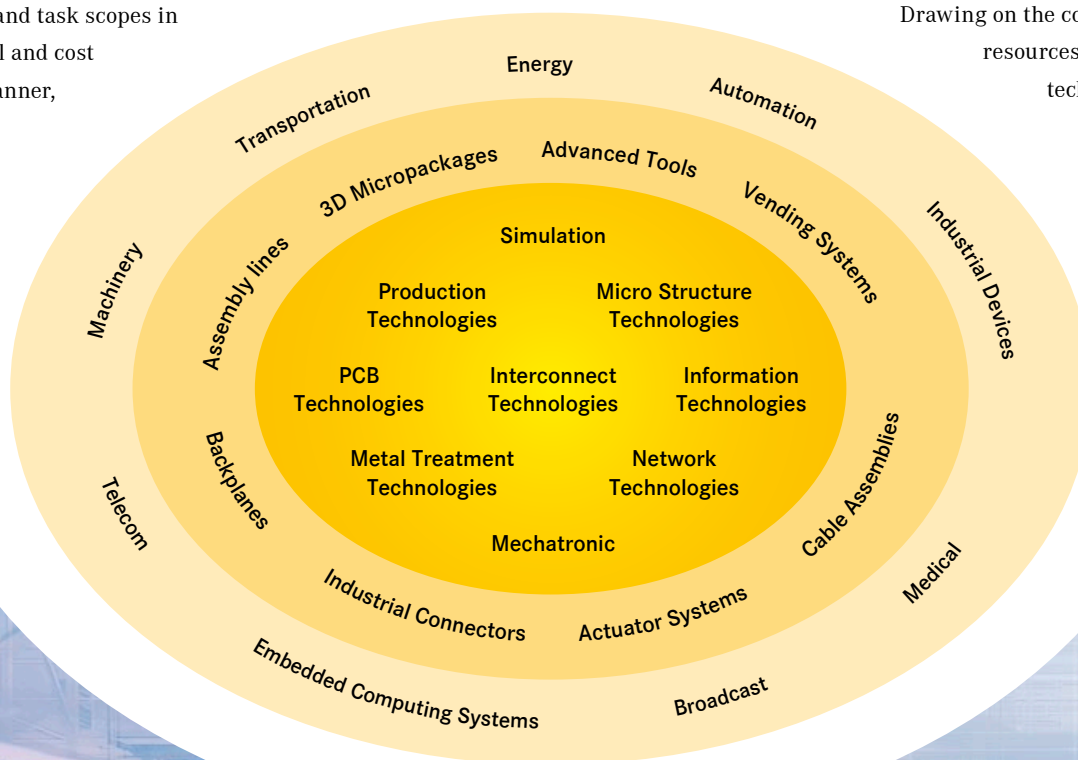 and task scopes in
l and cost
anner,
Drawing on the co
resources
tec
Energy
Transportation
Automation
Machinery
Industrial Devices
Telecom
Medical
Embedded Computing Systems
Broadcast
3D Micropackages
Advanced Tools
Vending Systems
Assembly lines
Backplanes
Cable Assemblies
Industrial Connectors
Actuator Systems
Simulation
Production
Technologies
Micro Structure
Technologies
PCB
Technologies
Interconnect
Technologies
Information
Technologies
Metal Treatment
Technologies
Network
Technologies
Mechatronic